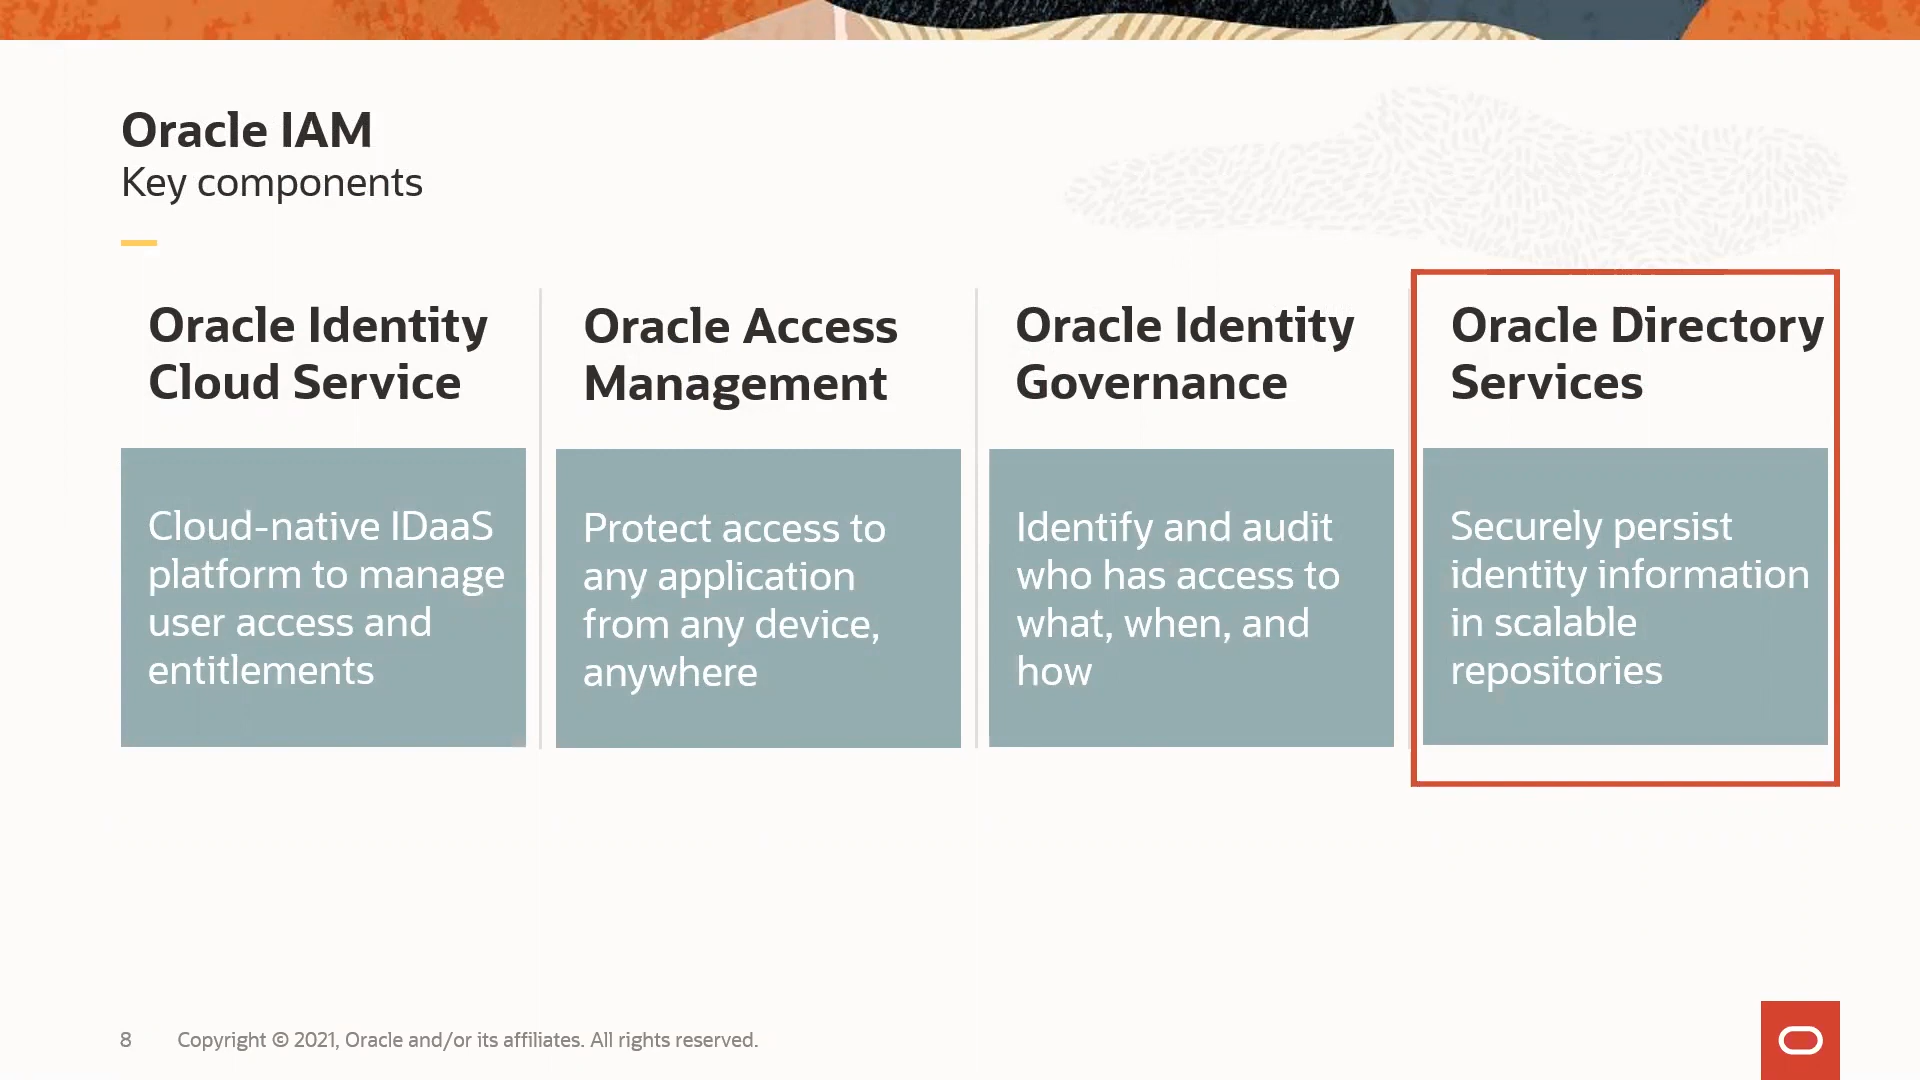 Oracle IAM
Key components
Oracle Identity
Cloud Service
Cloud-native IDaaS
platform to manage
user access and
entitlements
Oracle Access
Management
Protect access to
any application
from any device,
anywhere
Oracle Identity
Governance
Identify and audit
who has access to
what, when, and
how
Oracle Directory
Services
Securely persist
identity information
in scalable
repositories
8
Copyright © 2021, Oracle and/or its affiliates. All rights reserved.